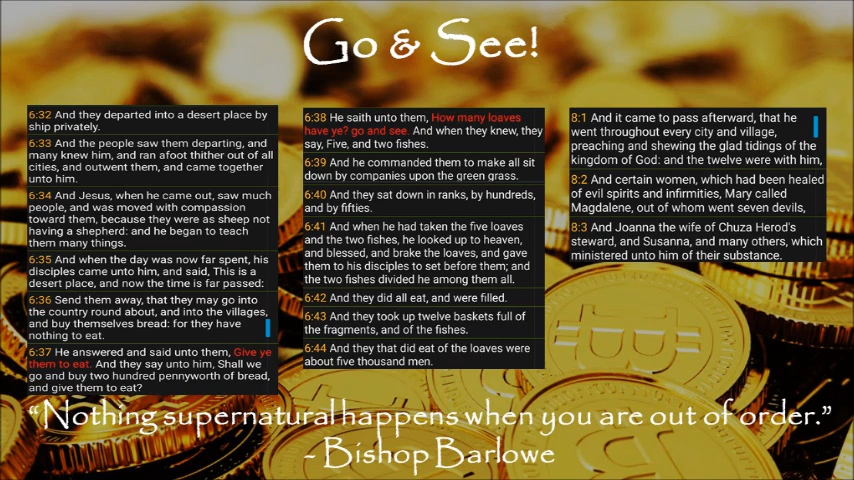 Go & See!
6:32 And they departed into a desert place by
ship privately.
6:33 And the people saw them departing, and
many knew him, and ran afoot thither out of all
cities, and outwent them, and came together
unto him.
6:34 And Jesus, when he came out, saw much
people, and was moved with compassion
toward them, because they were as sheep not
having a shepherd: and he began to teach
them many things.
6:35 And when the day was now far spent, his
disciples came unto him, and said, This is a
desert place, and now the time is far passed:
6:36 Send them away, that they may go into
the country round about, and into the villages,
and buy themselves bread: for they have
nothing to eat.
6:37 He answered and said unto them, Give ye
them to eat. And they say unto him, Shall we
go and buy two hundred pennyworth of bread,
and give them to eat?
6:38 He saith unto them, How many loaves
have ye? go and see. And when they knew, they
say, Five, and two fishes.
6:39 And he commanded them to make all sit
down by companies upon the green grass.
6:40 And they sat down in ranks, by hundreds,
and by fifties.
6:41 And when he had taken the five loaves
and the two fishes, he looked up to heaven,
and blessed, and brake the loaves, and gave
them to his disciples to set before them; and
the two fishes divided he among them all.
6:42 And they did all eat, and were filled.
6:43 And they took up twelve baskets full of
the fragments, and of the fishes.
6:44 And they that did eat of the loaves were
about five thousand men.
8:1 And it came to pass afterward, that he
went throughout every city and village,
preaching and shewing the glad tidings of the
kingdom of God: and the twelve were with him,
8:2 And certain women, which had been healed
of evil spirits and infirmities, Mary called
Magdalene, out of whom went seven devils,
8:3 And Joanna the wife of Chuza Herod's
steward, and Susanna, and many others, which
ministered unto him of their substance.
“Nothing supernatural happens when you are out of order.”
- Bishop Barlowe